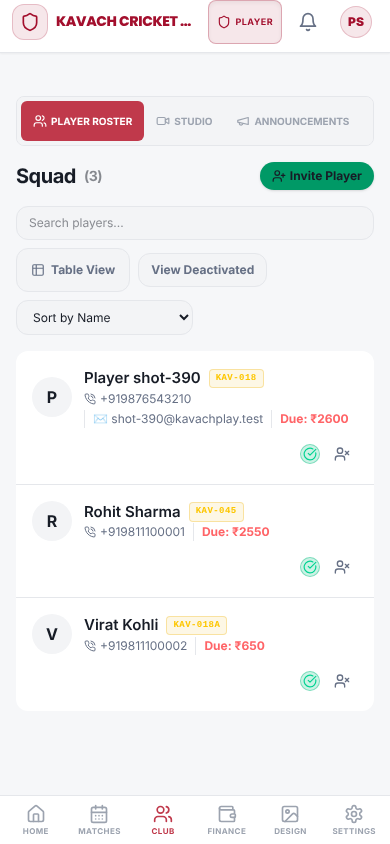 KAVACH CRICKET ...
PLAYER
PS
PLAYER ROSTER
STUDIO
ANNOUNCEMENTS
Squad (3)
Invite Player
Search players...
Table View
View Deactivated
Sort by Name
P
Player shot-390 KAV-018
+919876543210
shot-390@kavachplay.test Due: ₹2600
R
Rohit Sharma KAV-045
+919811100001 Due: ₹2550
V
Virat Kohli KAV-018A
+919811100002 Due: ₹650
HOME
MATCHES
CLUB
FINANCE
DESIGN
SETTINGS